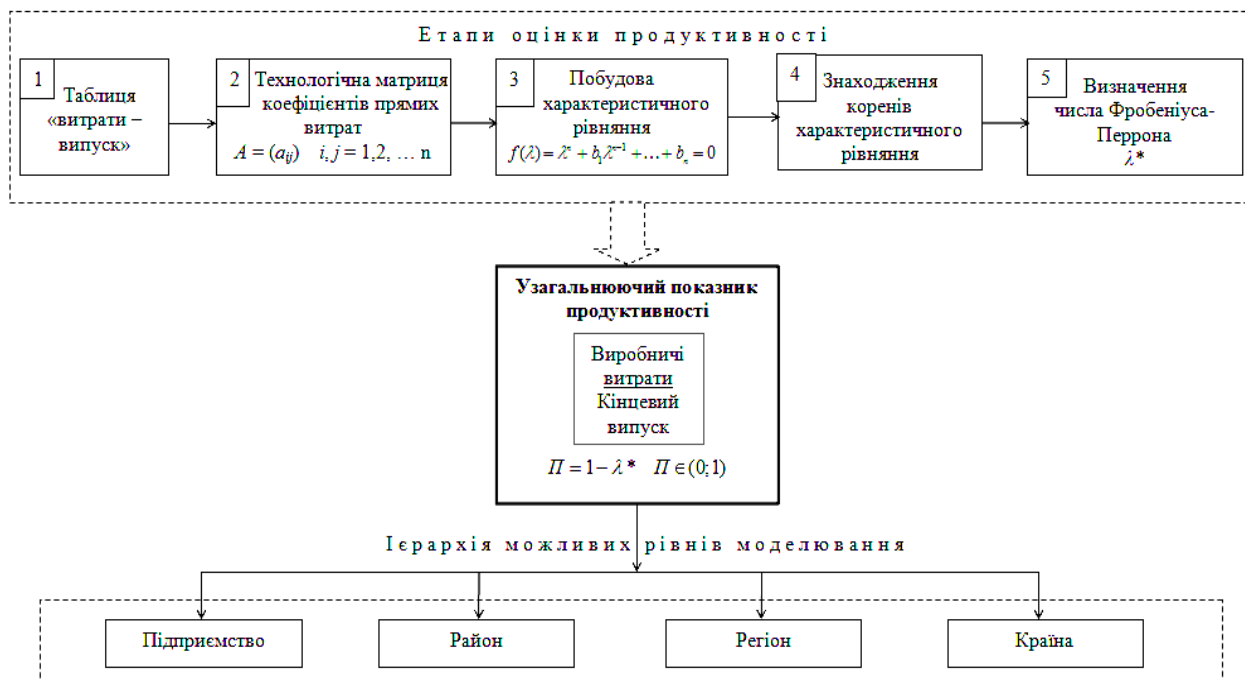 Етапи оцінки продуктивності
1
Таблиця
«витрати –
випуск»
2
Технологічна матриця
коефіцієнтів прямих
витрат
A = (aij) i, j = 1,2, … n
3
Побудова
характеристичного
рівняння
f(λ) = λⁿ + b₁λⁿ⁻¹ + … + bₙ = 0
4
Знаходження
коренів
характеристичного
рівняння
5
Визначення
числа Фробеніуса-
Перрона
λ*
Узагальнюючий показник
продуктивності
Виробничі
витрати
Кінцевий
випуск
П = 1 − λ* П ∈ (0; 1)
Ієрархія можливих рівнів моделювання
Підприємство
Район
Регіон
Країна